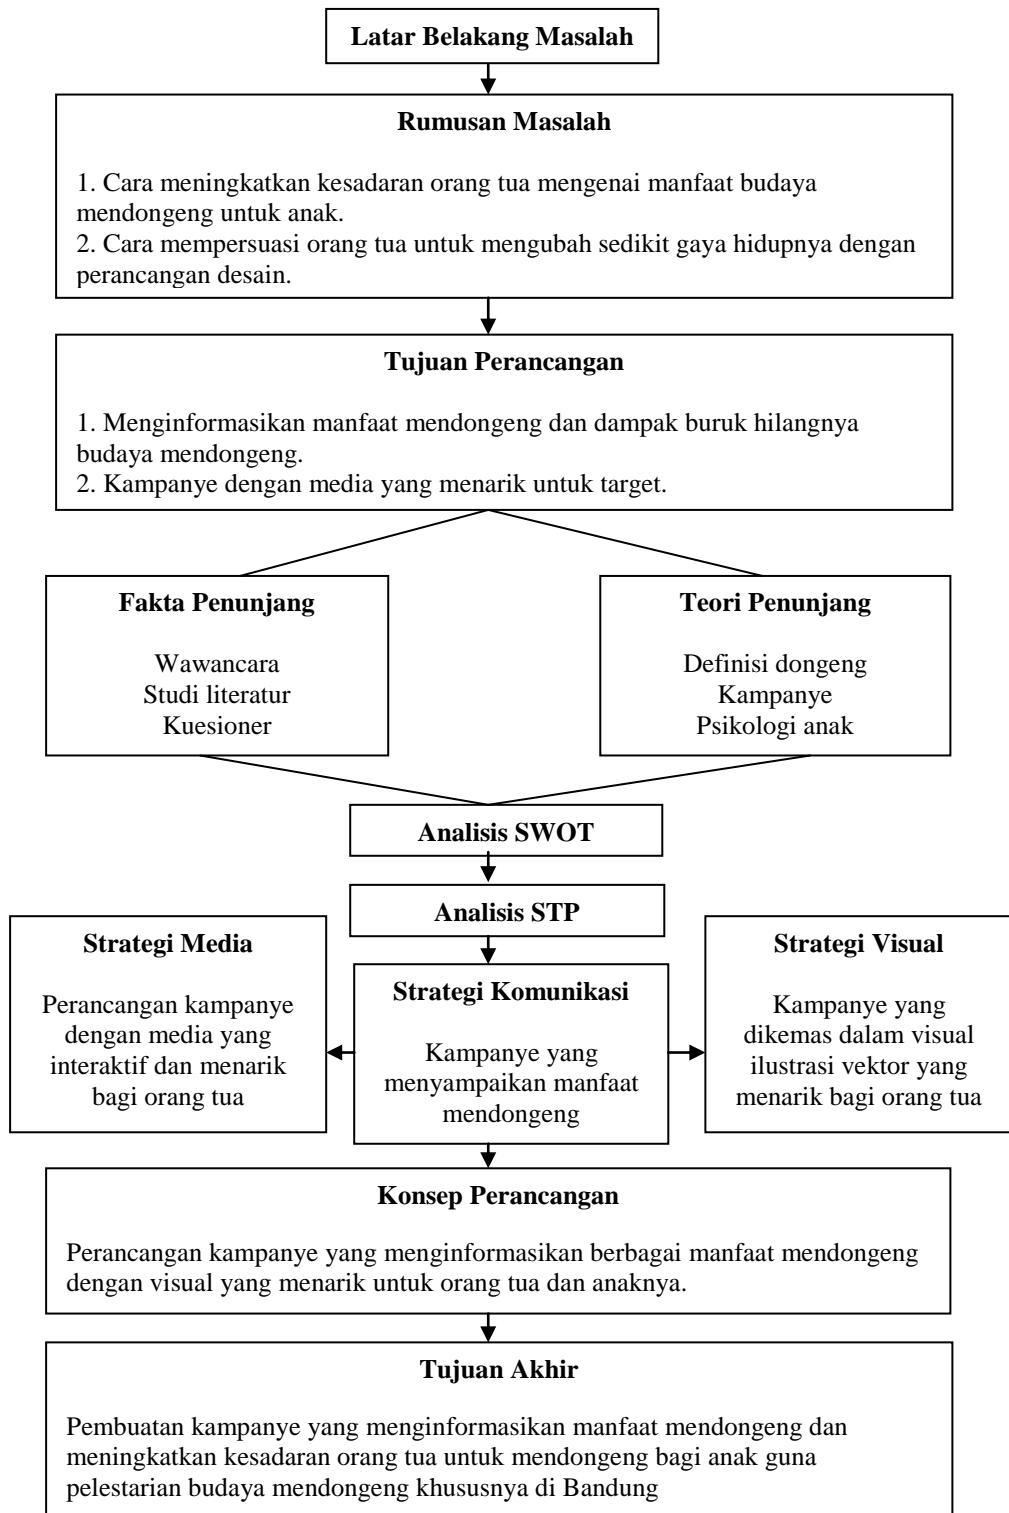 Latar Belakang Masalah
Rumusan Masalah
1. Cara meningkatkan kesadaran orang tua mengenai manfaat budaya
mendongeng untuk anak.
2. Cara mempersuasi orang tua untuk mengubah sedikit gaya hidupnya dengan
perancangan desain.
Tujuan Perancangan
1. Menginformasikan manfaat mendongeng dan dampak buruk hilangnya
budaya mendongeng.
2. Kampanye dengan media yang menarik untuk target.
Fakta Penunjang
Wawancara
Studi literatur
Kuesioner
Teori Penunjang
Definisi dongeng
Kampanye
Psikologi anak
Analisis SWOT
Analisis STP
Strategi Media
Perancangan kampanye
dengan media yang
interaktif dan menarik
bagi orang tua
Strategi Komunikasi
Kampanye yang
menyampaikan manfaat
mendongeng
Strategi Visual
Kampanye yang
dikemas dalam visual
ilustrasi vektor yang
menarik bagi orang tua
Konsep Perancangan
Perancangan kampanye yang menginformasikan berbagai manfaat mendongeng
dengan visual yang menarik untuk orang tua dan anaknya.
Tujuan Akhir
Pembuatan kampanye yang menginformasikan manfaat mendongeng dan
meningkatkan kesadaran orang tua untuk mendongeng bagi anak guna
pelestarian budaya mendongeng khususnya di Bandung